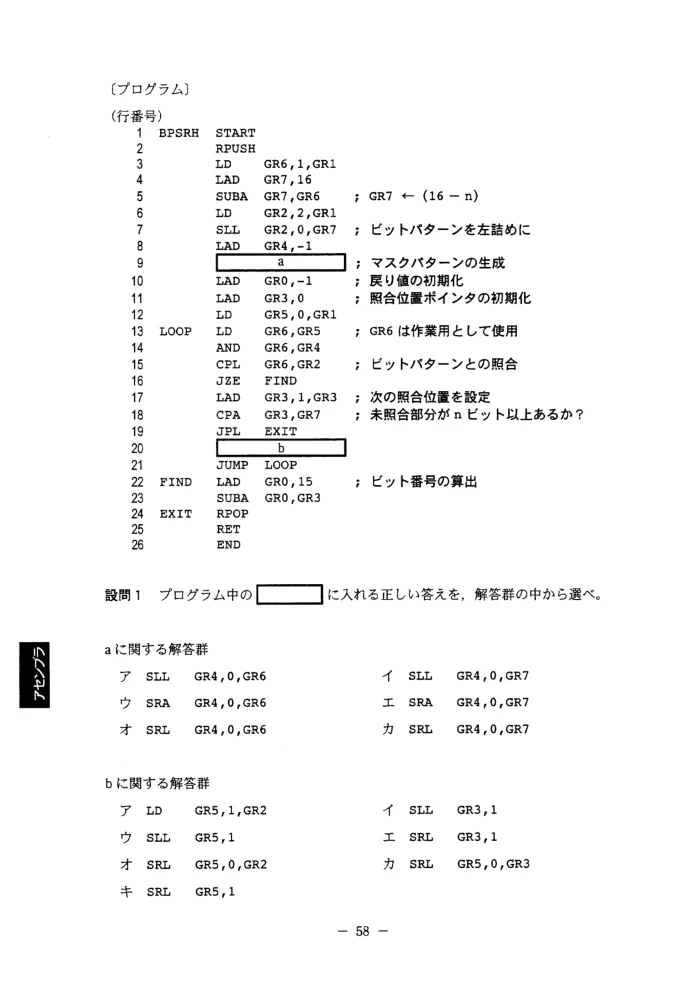 〔プログラム〕
(行番号)
1 BPSRH START
2 RPUSH
3 LD GR6,1,GR1
4 LAD GR7,16
5 SUBA GR7,GR6 ; GR7 ← (16 − n)
6 LD GR2,2,GR1
7 SLL GR2,0,GR7 ; ビットパターンを左詰めに
8 LAD GR4,-1
9 a ; マスクパターンの生成
10 LAD GR0,-1 ; 戻り値の初期化
11 LAD GR3,0 ; 照合位置ポインタの初期化
12 LD GR5,0,GR1
13 LOOP LD GR6,GR5 ; GR6 は作業用として使用
14 AND GR6,GR4
15 CPL GR6,GR2 ; ビットパターンとの照合
16 JZE FIND
17 LAD GR3,1,GR3 ; 次の照合位置を設定
18 CPA GR3,GR7 ; 未照合部分が n ビット以上あるか？
19 JPL EXIT
20 b
21 JUMP LOOP
22 FIND LAD GR0,15 ; ビット番号の算出
23 SUBA GR0,GR3
24 EXIT RPOP
25 RET
26 END
設問1 プログラム中の に入れる正しい答えを，解答群の中から選べ。
アセンブラ
a に関する解答群
ア SLL GR4,0,GR6 イ SLL GR4,0,GR7
ウ SRA GR4,0,GR6 エ SRA GR4,0,GR7
オ SRL GR4,0,GR6 カ SRL GR4,0,GR7
b に関する解答群
ア LD GR5,1,GR2 イ SLL GR3,1
ウ SLL GR5,1 エ SRL GR3,1
オ SRL GR5,0,GR2 カ SRL GR5,0,GR3
キ SRL GR5,1
− 58 −